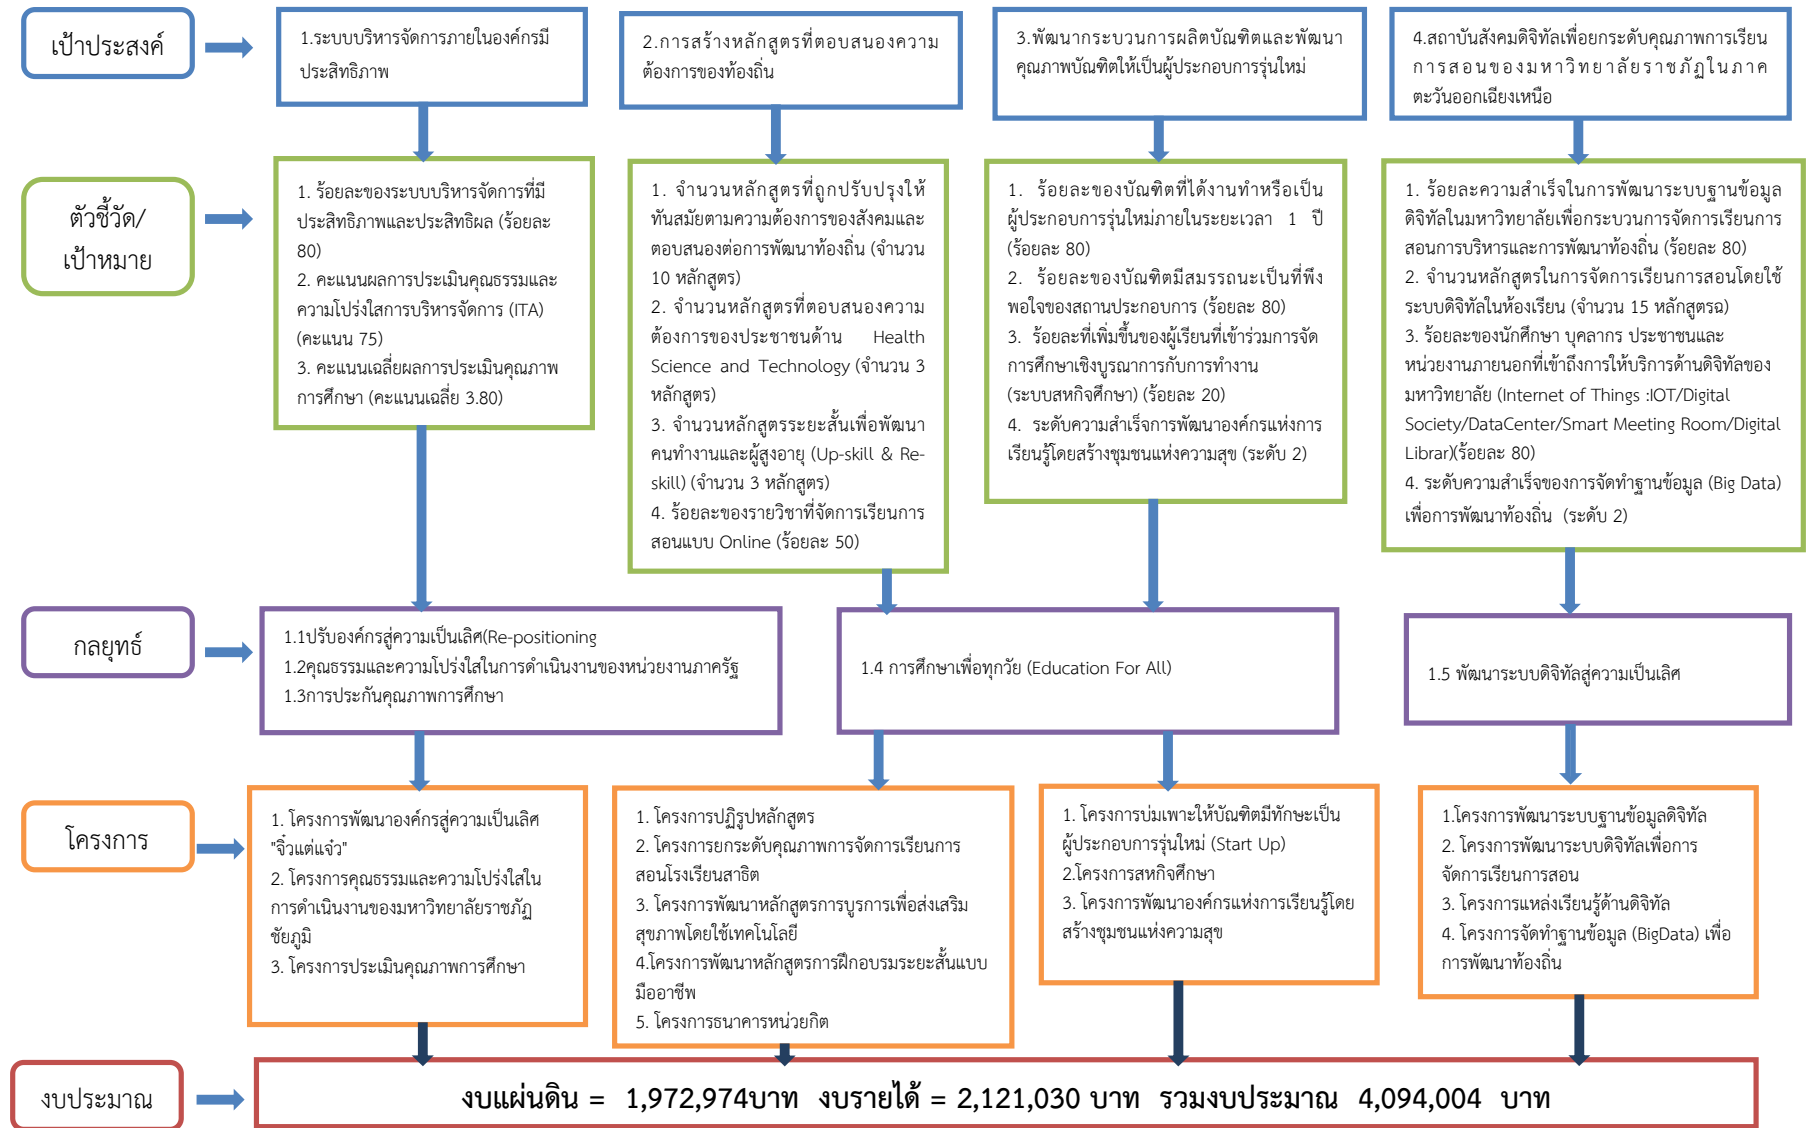 เป้าประสงค์
1.ระบบบริหารจัดการภายในองค์กรมี
ประสิทธิภาพ
2.การสร้างหลักสูตรที่ตอบสนองความ
ต้องการของท้องถิ่น
3.พัฒนากระบวนการผลิตบัณฑิตและพัฒนา
คุณภาพบัณฑิตให้เป็นผู้ประกอบการรุ่นใหม่
4.สถาบันสังคมดิจิทัลเพื่อยกระดับคุณภาพการเรียน
การสอนของมหาวิทยาลัยราชภัฏในภาค
ตะวันออกเฉียงเหนือ
ตัวชี้วัด/
เป้าหมาย
1. ร้อยละของระบบบริหารจัดการที่มี
ประสิทธิภาพและประสิทธิผล (ร้อยละ
80)
2. คะแนนผลการประเมินคุณธรรมและ
ความโปร่งใสการบริหารจัดการ (ITA)
(คะแนน 75)
3. คะแนนเฉลี่ยผลการประเมินคุณภาพ
การศึกษา (คะแนนเฉลี่ย 3.80)
1. จำนวนหลักสูตรที่ถูกปรับปรุงให้
ทันสมัยตามความต้องการของสังคมและ
ตอบสนองต่อการพัฒนาท้องถิ่น (จำนวน
10 หลักสูตร)
2. จำนวนหลักสูตรที่ตอบสนองความ
ต้องการของประชาชนด้าน Health
Science and Technology (จำนวน 3
หลักสูตร)
3. จำนวนหลักสูตรระยะสั้นเพื่อพัฒนา
คนทำงานและผู้สูงอายุ (Up-skill & Re-
skill) (จำนวน 3 หลักสูตร)
4. ร้อยละของรายวิชาที่จัดการเรียนการ
สอนแบบ Online (ร้อยละ 50)
1. ร้อยละของบัณฑิตที่ได้งานทำหรือเป็น
ผู้ประกอบการรุ่นใหม่ภายในระยะเวลา 1 ปี
(ร้อยละ 80)
2. ร้อยละของบัณฑิตมีสมรรถนะเป็นที่พึง
พอใจของสถานประกอบการ (ร้อยละ 80)
3. ร้อยละที่เพิ่มขึ้นของผู้เรียนที่เข้าร่วมการจัด
การศึกษาเชิงบูรณาการกับการทำงาน
(ระบบสหกิจศึกษา) (ร้อยละ 20)
4. ระดับความสำเร็จการพัฒนาองค์กรแห่งการ
เรียนรู้โดยสร้างชุมชนแห่งความสุข (ระดับ 2)
1. ร้อยละความสำเร็จในการพัฒนาระบบฐานข้อมูล
ดิจิทัลในมหาวิทยาลัยเพื่อกระบวนการจัดการเรียนการ
สอนการบริหารและการพัฒนาท้องถิ่น (ร้อยละ 80)
2. จำนวนหลักสูตรในการจัดการเรียนการสอนโดยใช้
ระบบดิจิทัลในห้องเรียน (จำนวน 15 หลักสูตรฉ)
3. ร้อยละของนักศึกษา บุคลากร ประชาชนและ
หน่วยงานภายนอกที่เข้าถึงการให้บริการด้านดิจิทัลของ
มหาวิทยาลัย (Internet of Things :IOT/Digital
Society/DataCenter/Smart Meeting Room/Digital
Librar)(ร้อยละ 80)
4. ระดับความสำเร็จของการจัดทำฐานข้อมูล (Big Data)
เพื่อการพัฒนาท้องถิ่น (ระดับ 2)
กลยุทธ์
1.1ปรับองค์กรสู่ความเป็นเลิศ(Re-positioning
1.2คุณธรรมและความโปร่งใสในการดำเนินงานของหน่วยงานภาครัฐ
1.3การประกันคุณภาพการศึกษา
1.4 การศึกษาเพื่อทุกวัย (Education For All)
1.5 พัฒนาระบบดิจิทัลสู่ความเป็นเลิศ
โครงการ
1. โครงการพัฒนาองค์กรสู่ความเป็นเลิศ
"จิ๋วแต่แจ๋ว"
2. โครงการคุณธรรมและความโปร่งใสใน
การดำเนินงานของมหาวิทยาลัยราชภัฏ
ชัยภูมิ
3. โครงการประเมินคุณภาพการศึกษา
1. โครงการปฏิรูปหลักสูตร
2. โครงการยกระดับคุณภาพการจัดการเรียนการ
สอนโรงเรียนสาธิต
3. โครงการพัฒนาหลักสูตรการบูรการเพื่อส่งเสริม
สุขภาพโดยใช้เทคโนโลยี
4.โครงการพัฒนาหลักสูตรการฝึกอบรมระยะสั้นแบบ
มืออาชีพ
5. โครงการธนาคารหน่วยกิต
1. โครงการบ่มเพาะให้บัณฑิตมีทักษะเป็น
ผู้ประกอบการรุ่นใหม่ (Start Up)
2.โครงการสหกิจศึกษา
3. โครงการพัฒนาองค์กรแห่งการเรียนรู้โดย
สร้างชุมชนแห่งความสุข
1.โครงการพัฒนาระบบฐานข้อมูลดิจิทัล
2. โครงการพัฒนาระบบดิจิทัลเพื่อการ
จัดการเรียนการสอน
3. โครงการแหล่งเรียนรู้ด้านดิจิทัล
4. โครงการจัดทำฐานข้อมูล (BigData) เพื่อ
การพัฒนาท้องถิ่น
งบประมาณ
งบแผ่นดิน = 1,972,974บาท งบรายได้ = 2,121,030 บาท รวมงบประมาณ 4,094,004 บาท